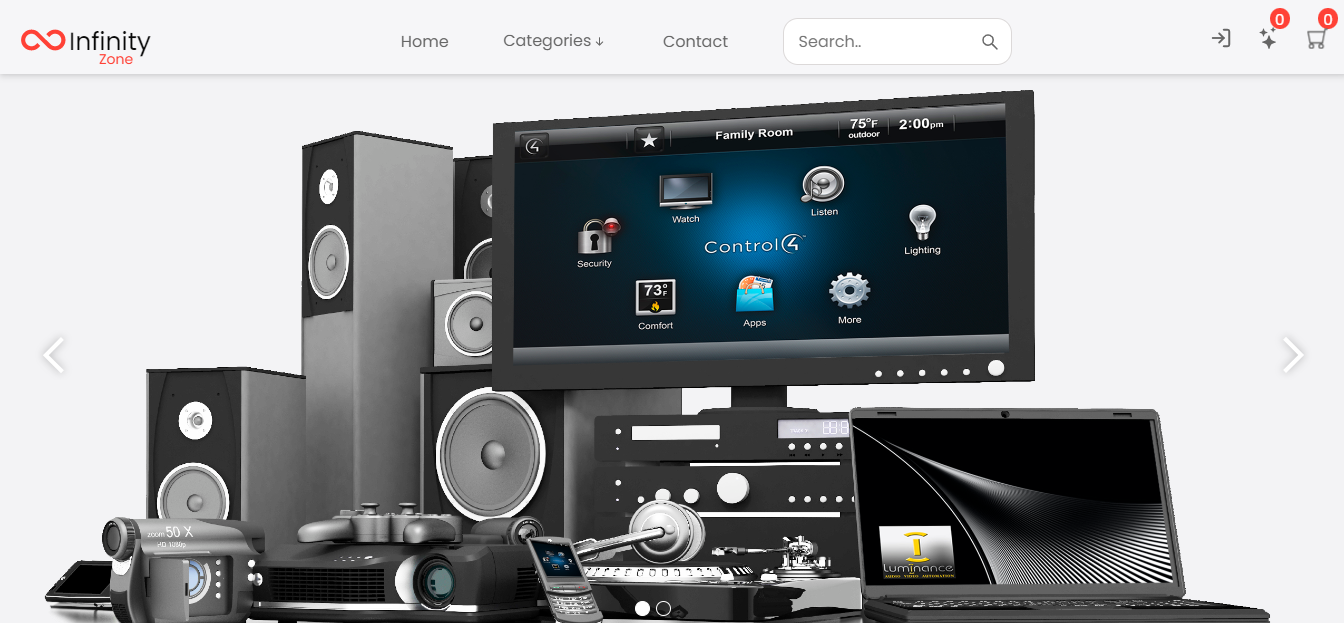 Infinity
Zone
Home
Categories ↓
Contact
Search..
0
0
Family Room
75°F
outdoor
2:00pm
Watch
Listen
Security
Lighting
Control4
73°F
Comfort
Apps
More
zoom 50 X
HD 1080p
Luminance
AUDIO VIDEO AUTOMATION